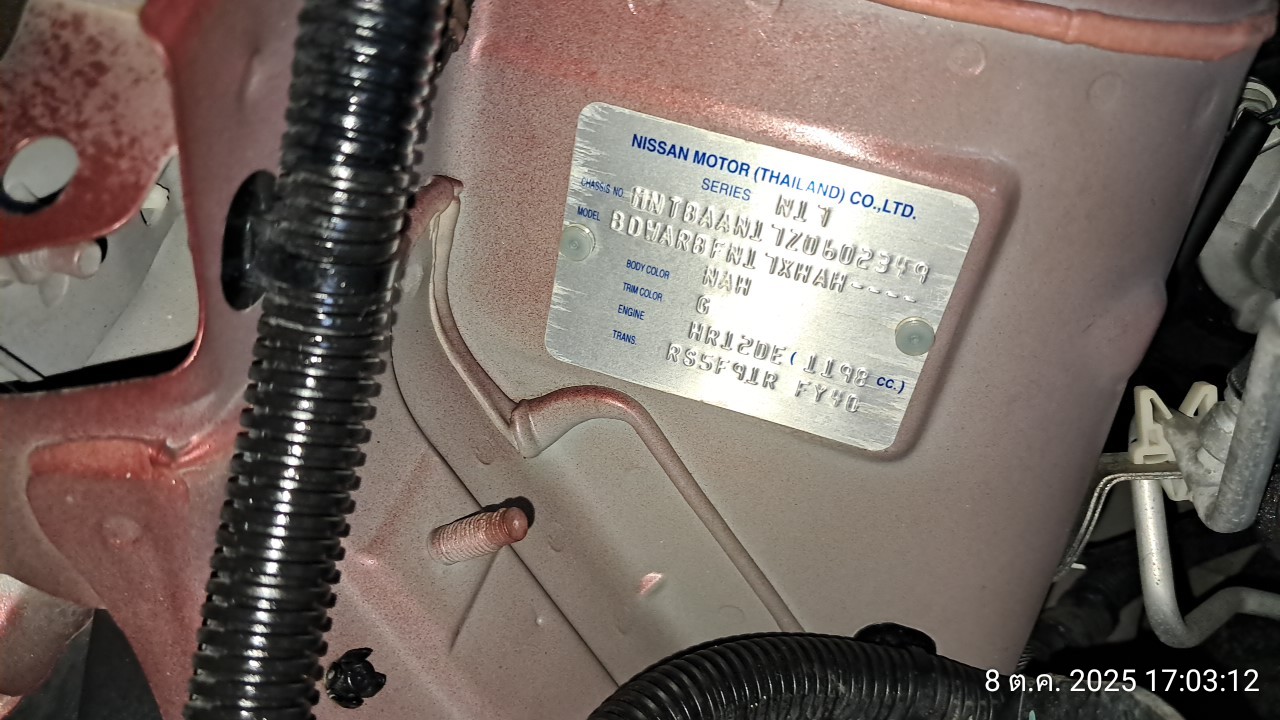 NISSAN MOTOR (THAILAND) CO.,LTD.
SERIES N17
CHASSIS NO. MNTBAAN17Z0602349
MODEL BDWARBFN17XHAH----
BODY COLOR NAH
TRIM COLOR G
ENGINE HR12DE (1198 CC.)
TRANS. RS5F91R FY40
8 ต.ค. 2025 17:03:12